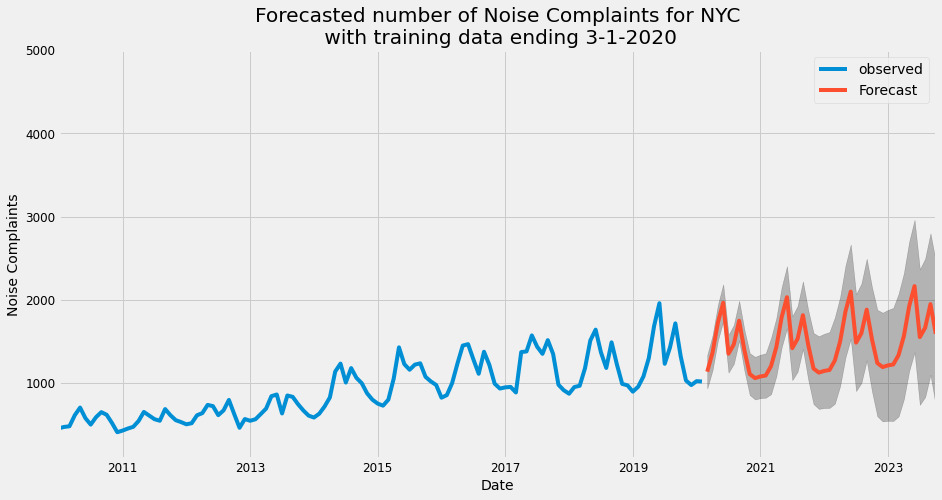 Forecasted number of Noise Complaints for NYC
with training data ending 3-1-2020
5000
4000
3000
2000
1000
Noise Complaints
observed
Forecast
2011
2013
2015
2017
2019
2021
2023
Date